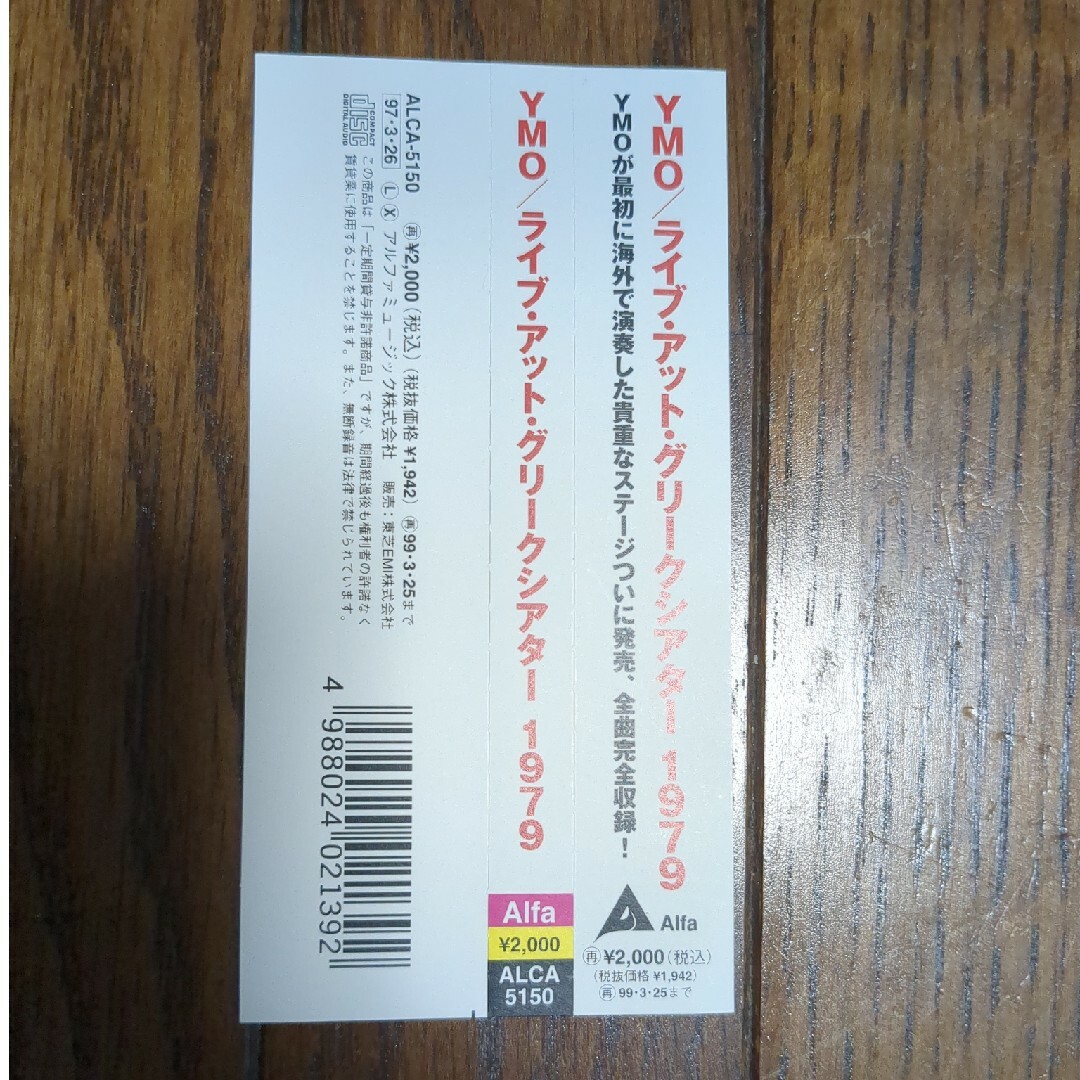 YMO／ライブ・アット・グリークシアター 1979
YMOが最初に海外で演奏した貴重なステージついに発売、全曲完全収録！
Alfa
再 ¥2,000（税込）
（税抜価格 ¥1,942）
再 99・3・25まで
YMO／ライブ・アット・グリークシアター 1979
Alfa
¥2,000
ALCA
5150
ALCA-5150 再 ¥2,000（税込）（税抜価格 ¥1,942） 再 99・3・25まで
97・3・26 L X アルファミュージック株式会社 販売：東芝EMI株式会社
COMPACT
disc
DIGITAL AUDIO
この商品は「一定期間貸与非許諾商品」ですが、期間経過後も権利者の許諾なく
賃貸業に使用することを禁じます。また、無断録音は法律で禁じられています。
4 988024 021392